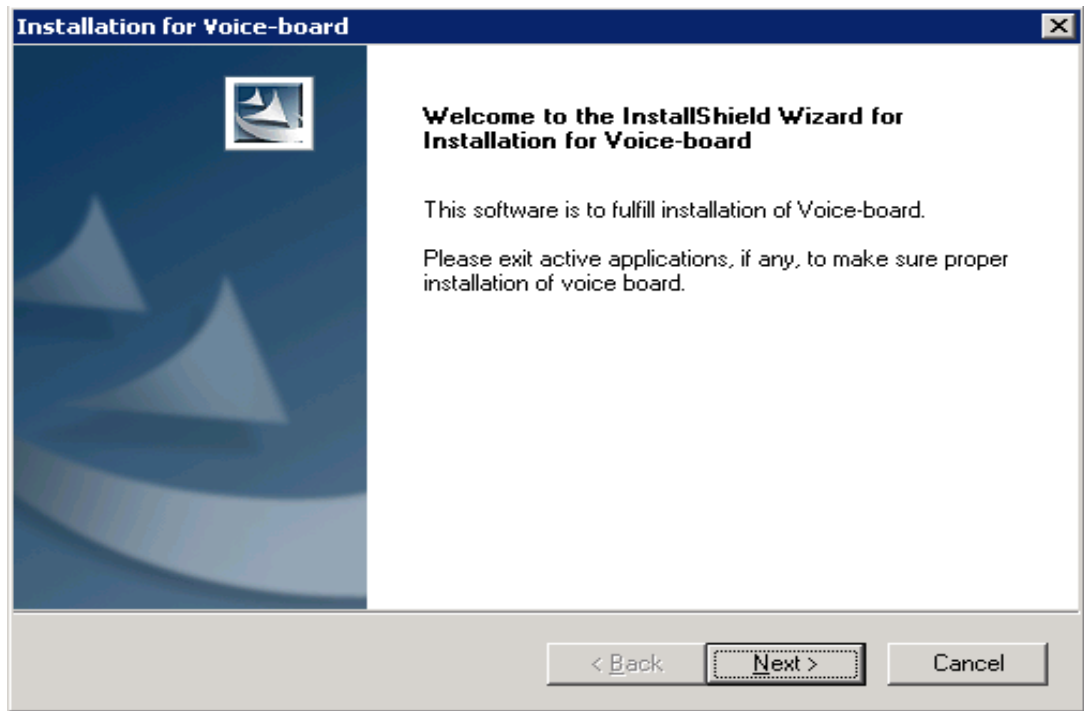 Installation for Voice-board
Welcome to the InstallShield Wizard for
Installation for Voice-board
This software is to fulfill installation of Voice-board.
Please exit active applications, if any, to make sure proper
installation of voice board.
< Back
Next >
Cancel